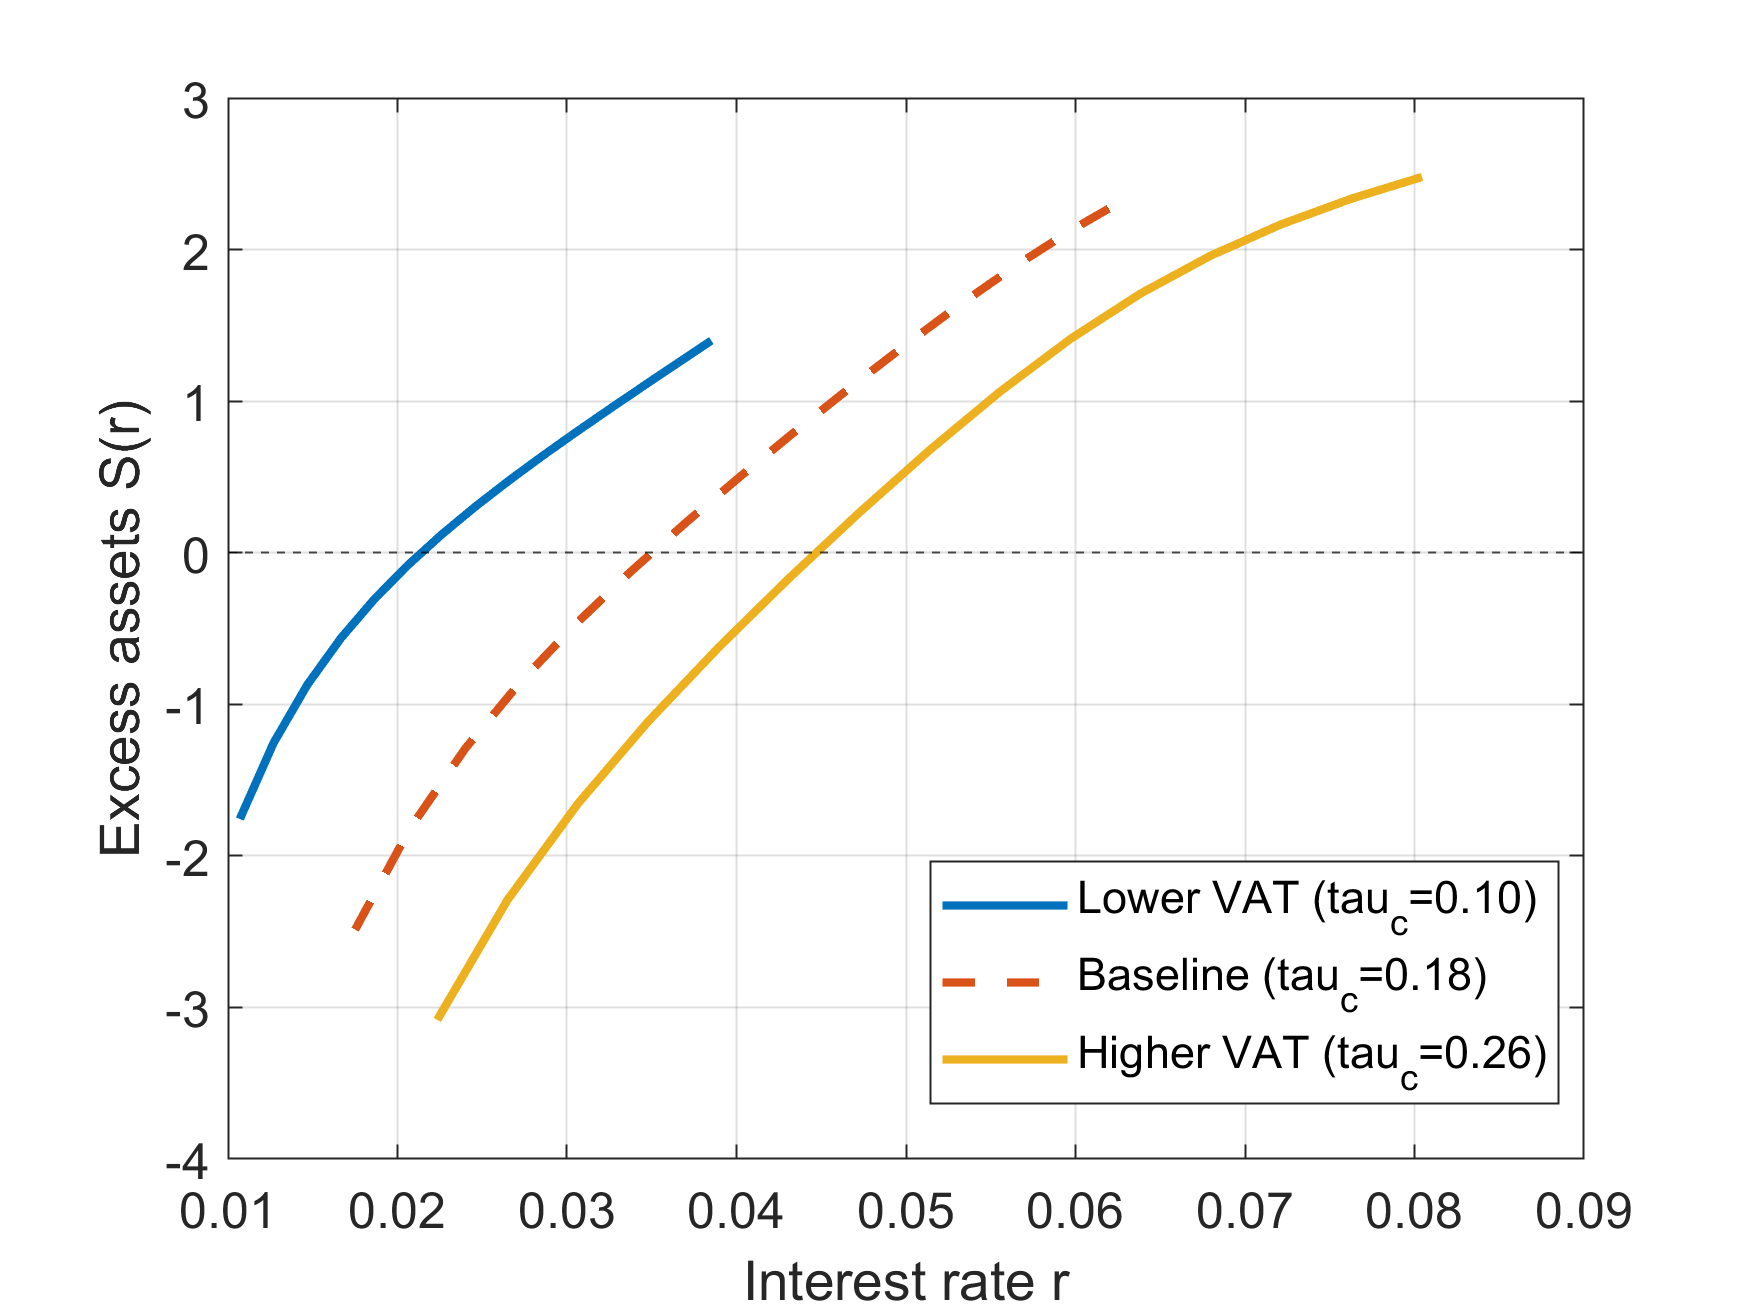 3
2
1
0
-1
-2
-3
-4
0.01 0.02 0.03 0.04 0.05 0.06 0.07 0.08 0.09
Excess assets S(r)
Interest rate r
Lower VAT (tau_c=0.10)
Baseline (tau_c=0.18)
Higher VAT (tau_c=0.26)